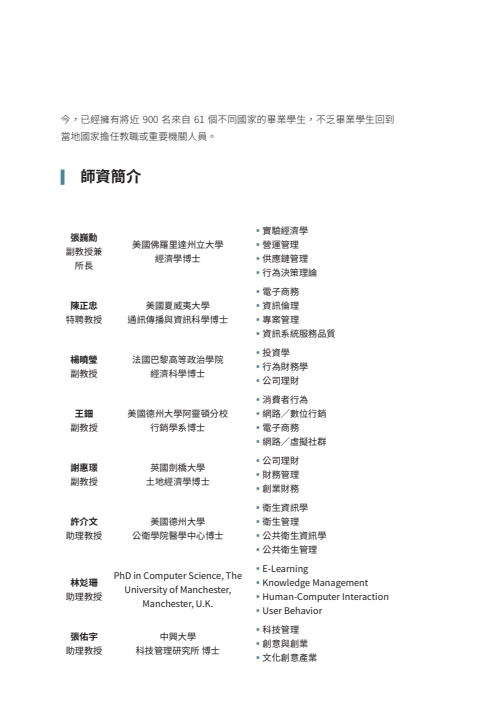 今，已經擁有將近 900 名來自 61 個不同國家的畢業學生，不乏畢業學生回到
當地國家擔任教職或重要機關人員。
師資簡介
張巍勳
副教授兼
所長
美國佛羅里達州立大學
經濟學博士
▪ 實驗經濟學
▪ 營運管理
▪ 供應鏈管理
▪ 行為決策理論
陳正忠
特聘教授
美國夏威夷大學
通訊傳播與資訊科學博士
▪ 電子商務
▪ 資訊倫理
▪ 專案管理
▪ 資訊系統服務品質
楊曉瑩
副教授
法國巴黎高等政治學院
經濟科學博士
▪ 投資學
▪ 行為財務學
▪ 公司理財
王鈿
副教授
美國德州大學阿靈頓分校
行銷學系博士
▪ 消費者行為
▪ 網路／數位行銷
▪ 電子商務
▪ 網路／虛擬社群
謝惠璟
副教授
英國劍橋大學
土地經濟學博士
▪ 公司理財
▪ 財務管理
▪ 創業財務
許介文
助理教授
美國德州大學
公衛學院醫學中心博士
▪ 衛生資訊學
▪ 衛生管理
▪ 公共衛生資訊學
▪ 公共衛生管理
林彣珊
助理教授
PhD in Computer Science, The
University of Manchester,
Manchester, U.K.
▪ E-Learning
▪ Knowledge Management
▪ Human-Computer Interaction
▪ User Behavior
張佑宇
助理教授
中興大學
科技管理研究所 博士
▪ 科技管理
▪ 創意與創業
▪ 文化創意產業